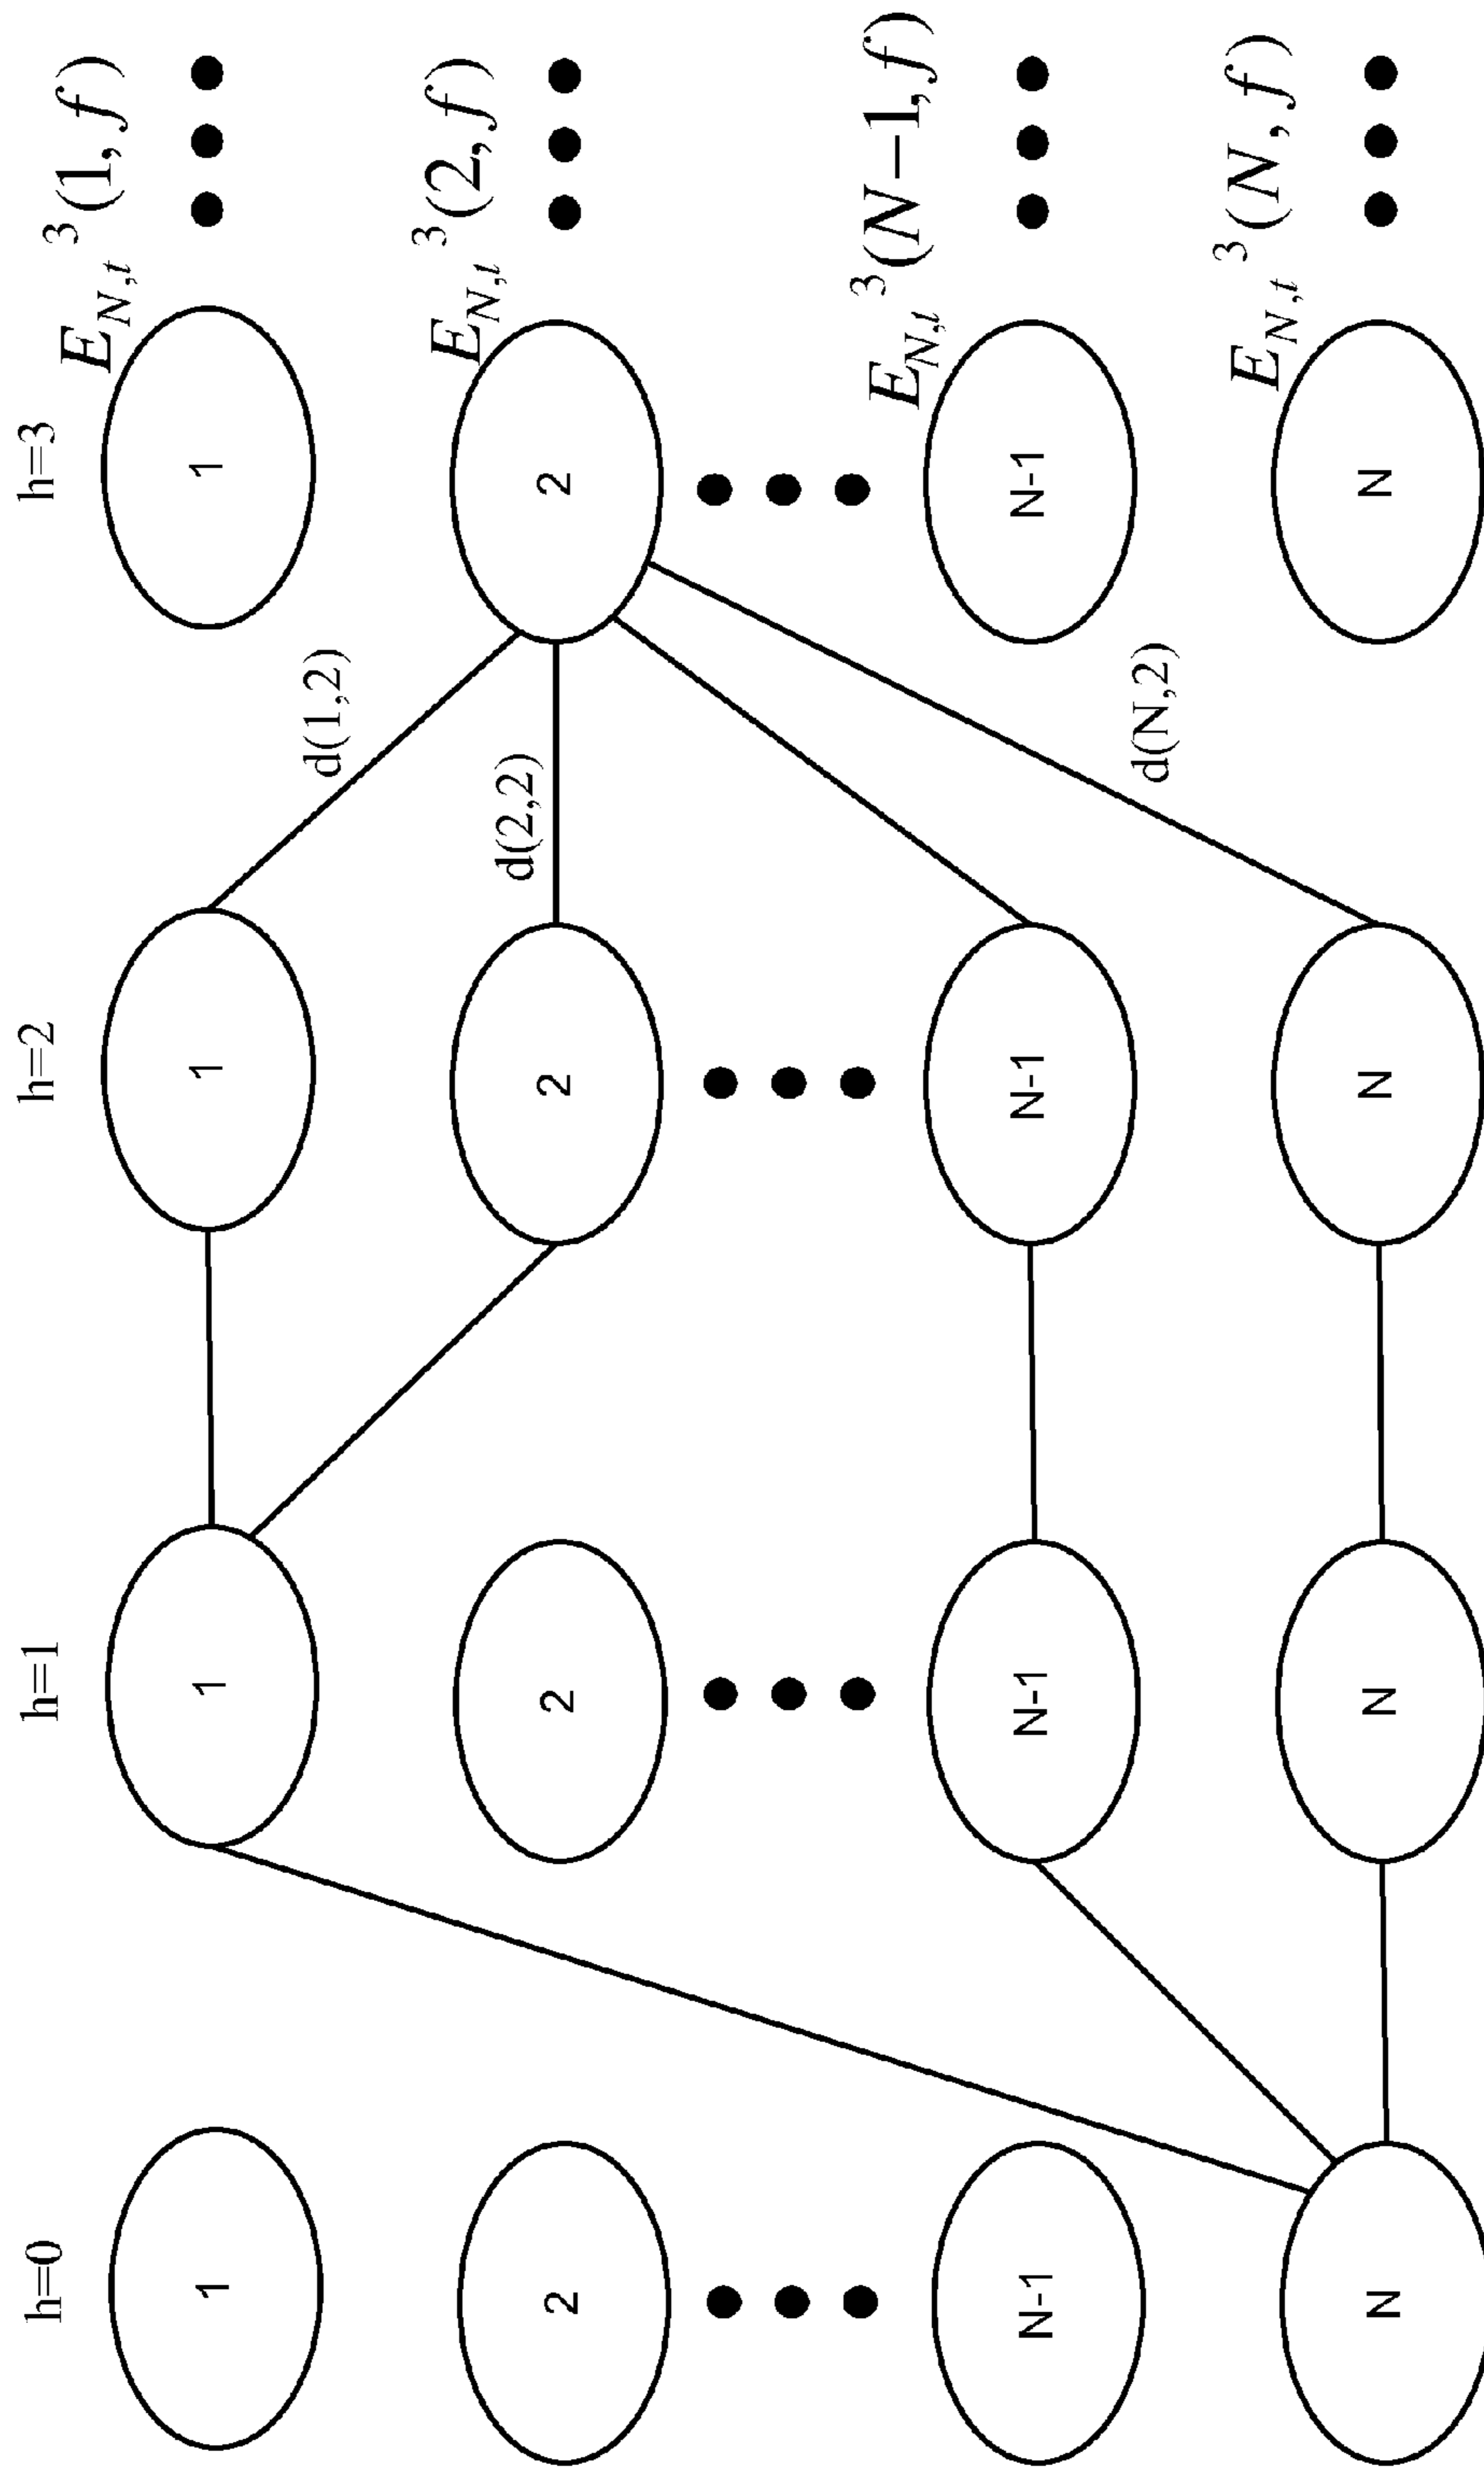 h=0 h=1 h=2 h=3
1 1 1 1 E_{N,t}^3(1, f)
d(1,2)
2 2 2 2 E_{N,t}^3(2, f)
d(2,2)
N-1 N-1 N-1 N-1 E_{N,t}^3(N−1, f)
d(N,2)
N N N N E_{N,t}^3(N, f)